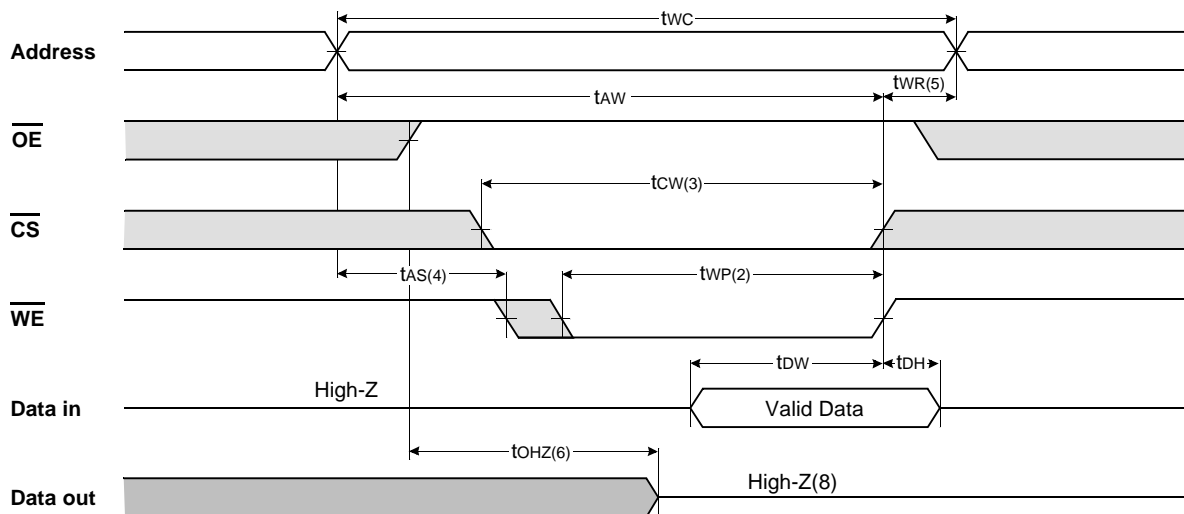 tWC
Address
tAW
tWR(5)
OE
tCW(3)
CS
tAS(4)
tWP(2)
WE
tDW
tDH
High-Z
Data in
Valid Data
tOHZ(6)
High-Z(8)
Data out